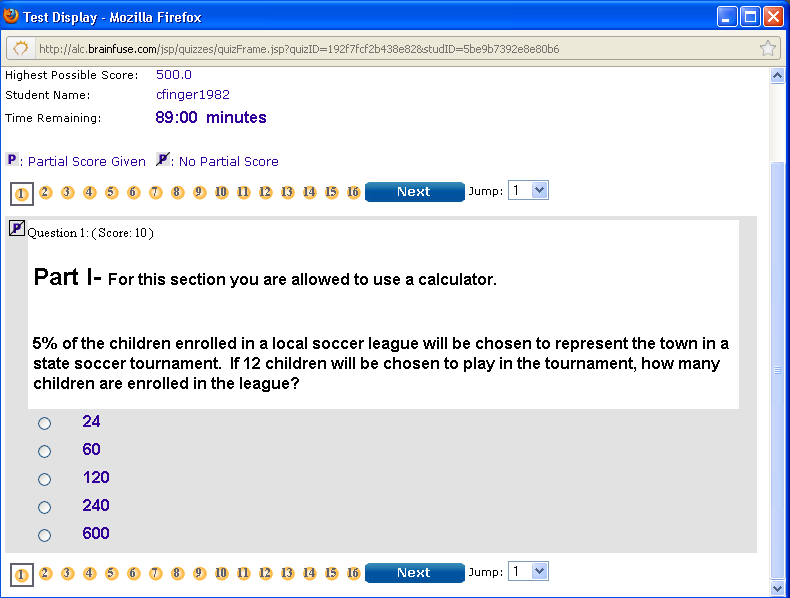 Test Display - Mozilla Firefox
http://alc.brainfuse.com/jsp/quizzes/quizFrame.jsp?quizID=192f7fcf2b438e82&studID=5be9b7392e8e80b6
Highest Possible Score: 500.0
Student Name: cfinger1982
Time Remaining: 89:00 minutes
P: Partial Score Given P: No Partial Score
1 2 3 4 5 6 7 8 9 10 11 12 13 14 15 16 Next Jump: 1
P Question 1: ( Score: 10 )
Part I- For this section you are allowed to use a calculator.
5% of the children enrolled in a local soccer league will be chosen to represent the town in a
state soccer tournament. If 12 children will be chosen to play in the tournament, how many
children are enrolled in the league?
24
60
120
240
600
1 2 3 4 5 6 7 8 9 10 11 12 13 14 15 16 Next Jump: 1